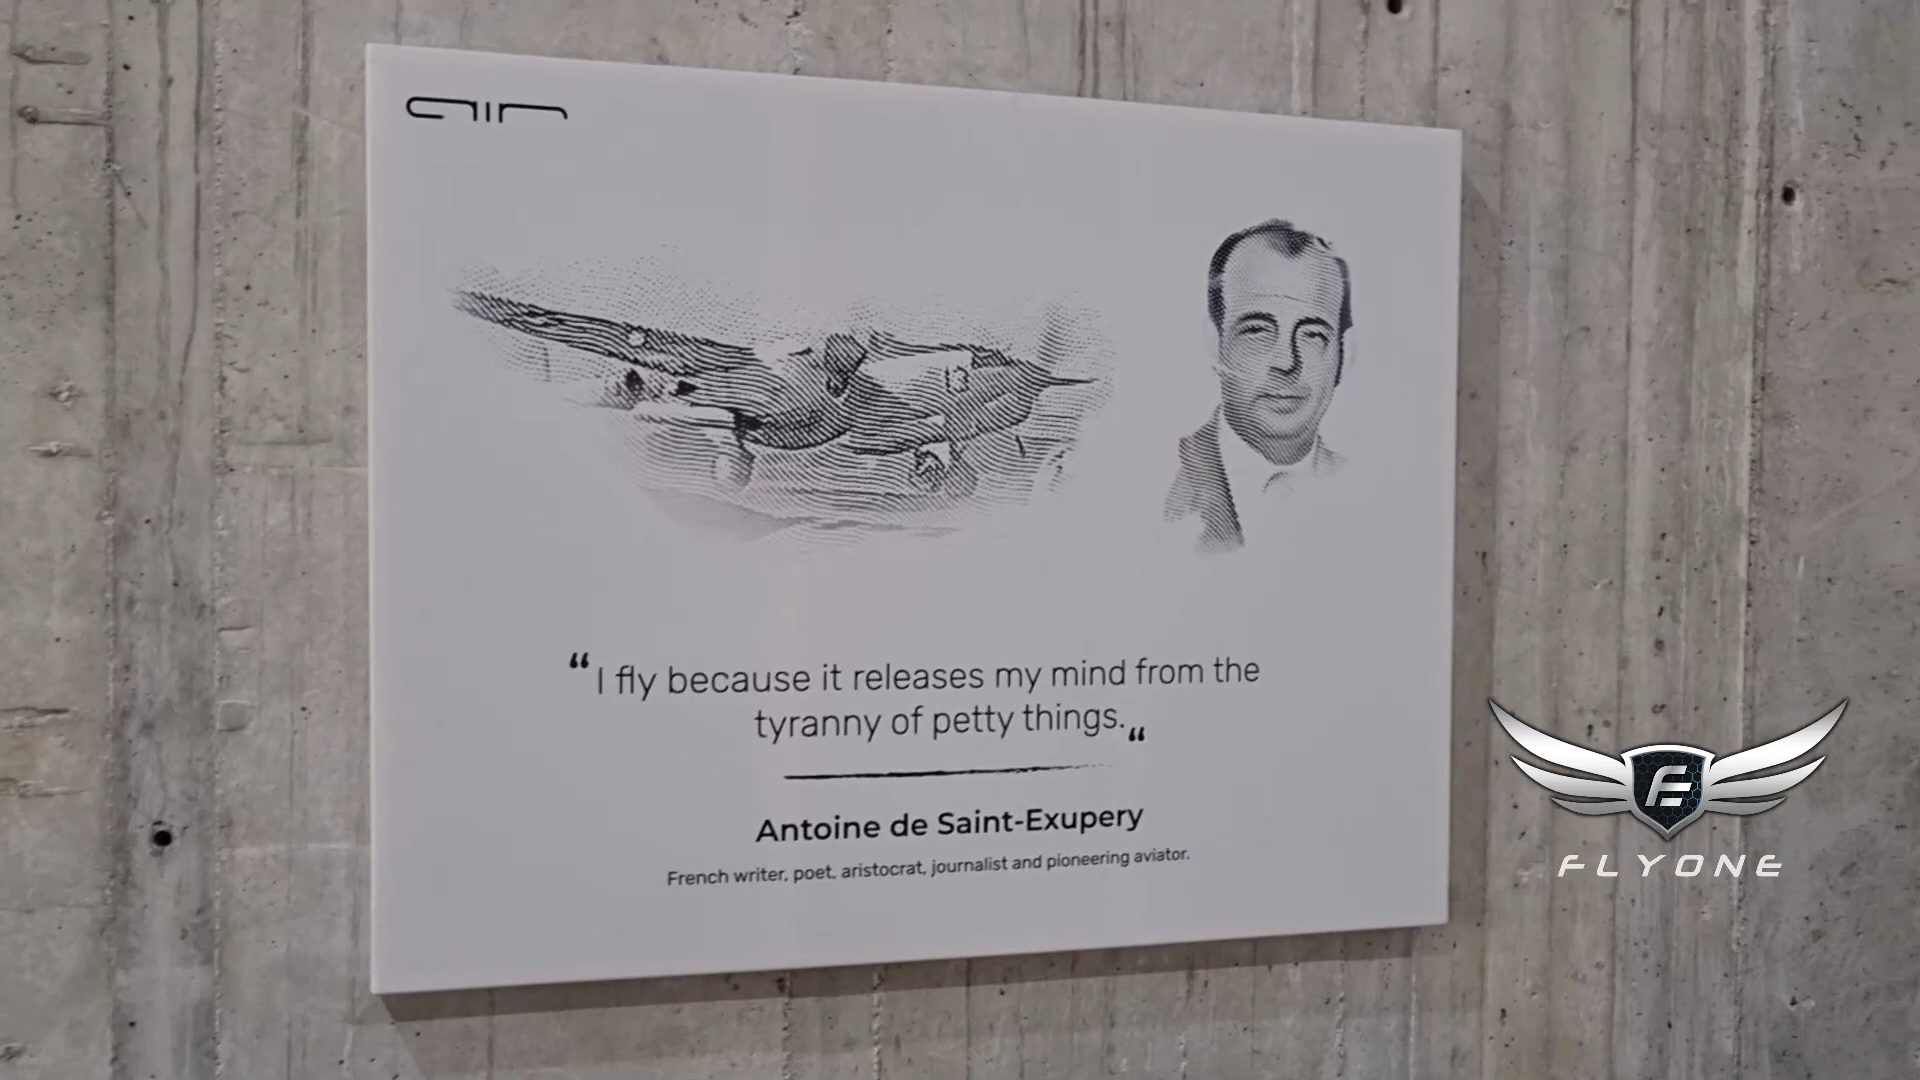 air
“I fly because it releases my mind from the
tyranny of petty things.“
Antoine de Saint-Exupery
French writer, poet, aristocrat, journalist and pioneering aviator.
F
FLYONE